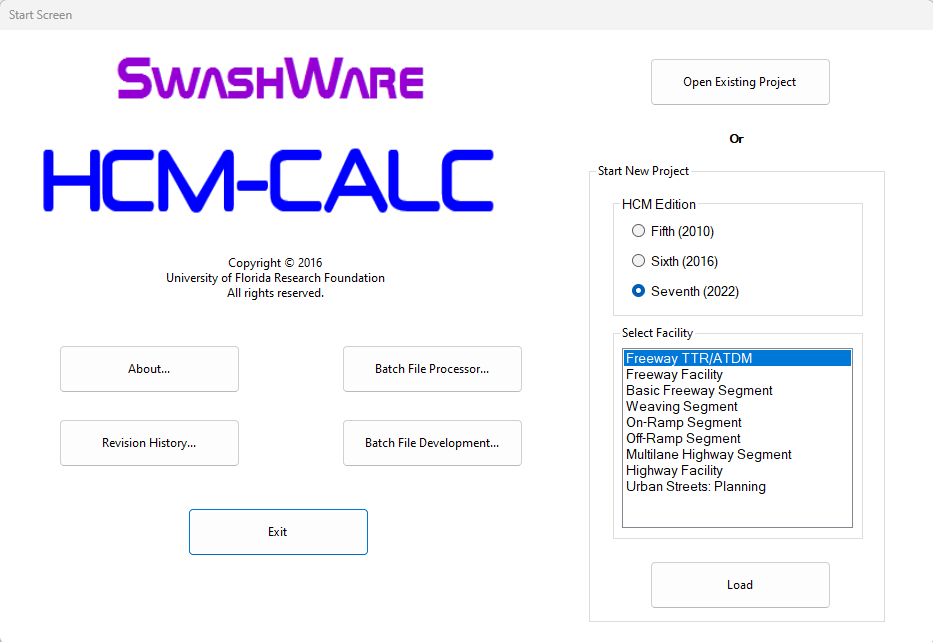 Start Screen
SWASHWARE
HCM-CALC
Copyright © 2016
University of Florida Research Foundation
All rights reserved.
About...
Batch File Processor...
Revision History...
Batch File Development...
Exit
Open Existing Project
Or
Start New Project
HCM Edition
Fifth (2010)
Sixth (2016)
Seventh (2022)
Select Facility
Freeway TTR/ATDM
Freeway Facility
Basic Freeway Segment
Weaving Segment
On-Ramp Segment
Off-Ramp Segment
Multilane Highway Segment
Highway Facility
Urban Streets: Planning
Load